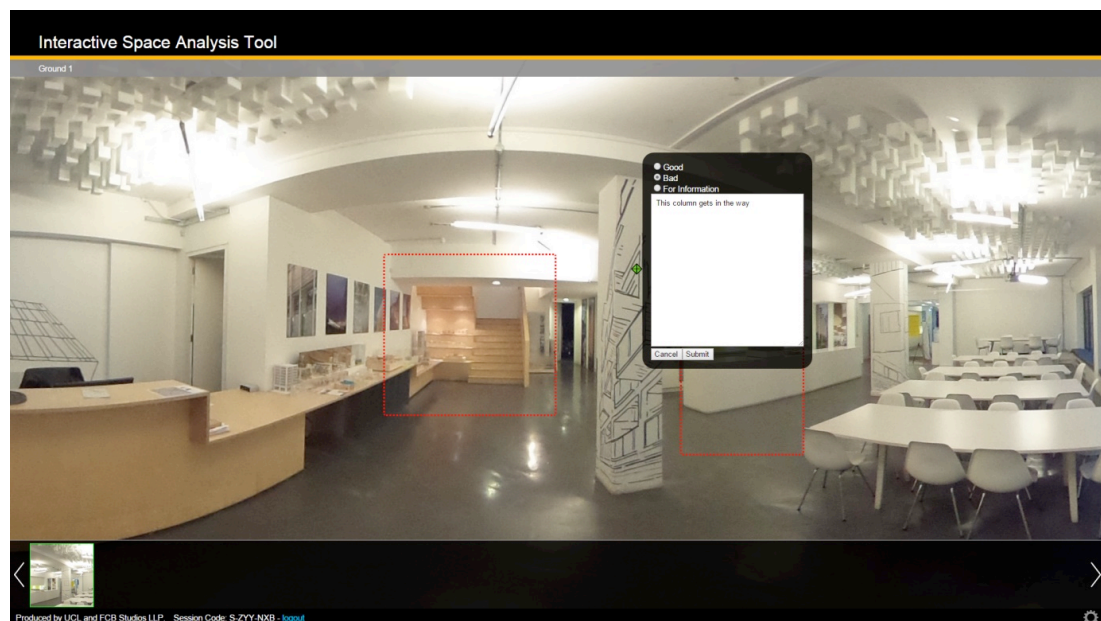 Interactive Space Analysis Tool
Ground 1
Good
Bad
For Information
This column gets in the way
Cancel Submit
Produced by UCL and FCB Studios LLP. Session Code: S-ZYY-NXB - logout